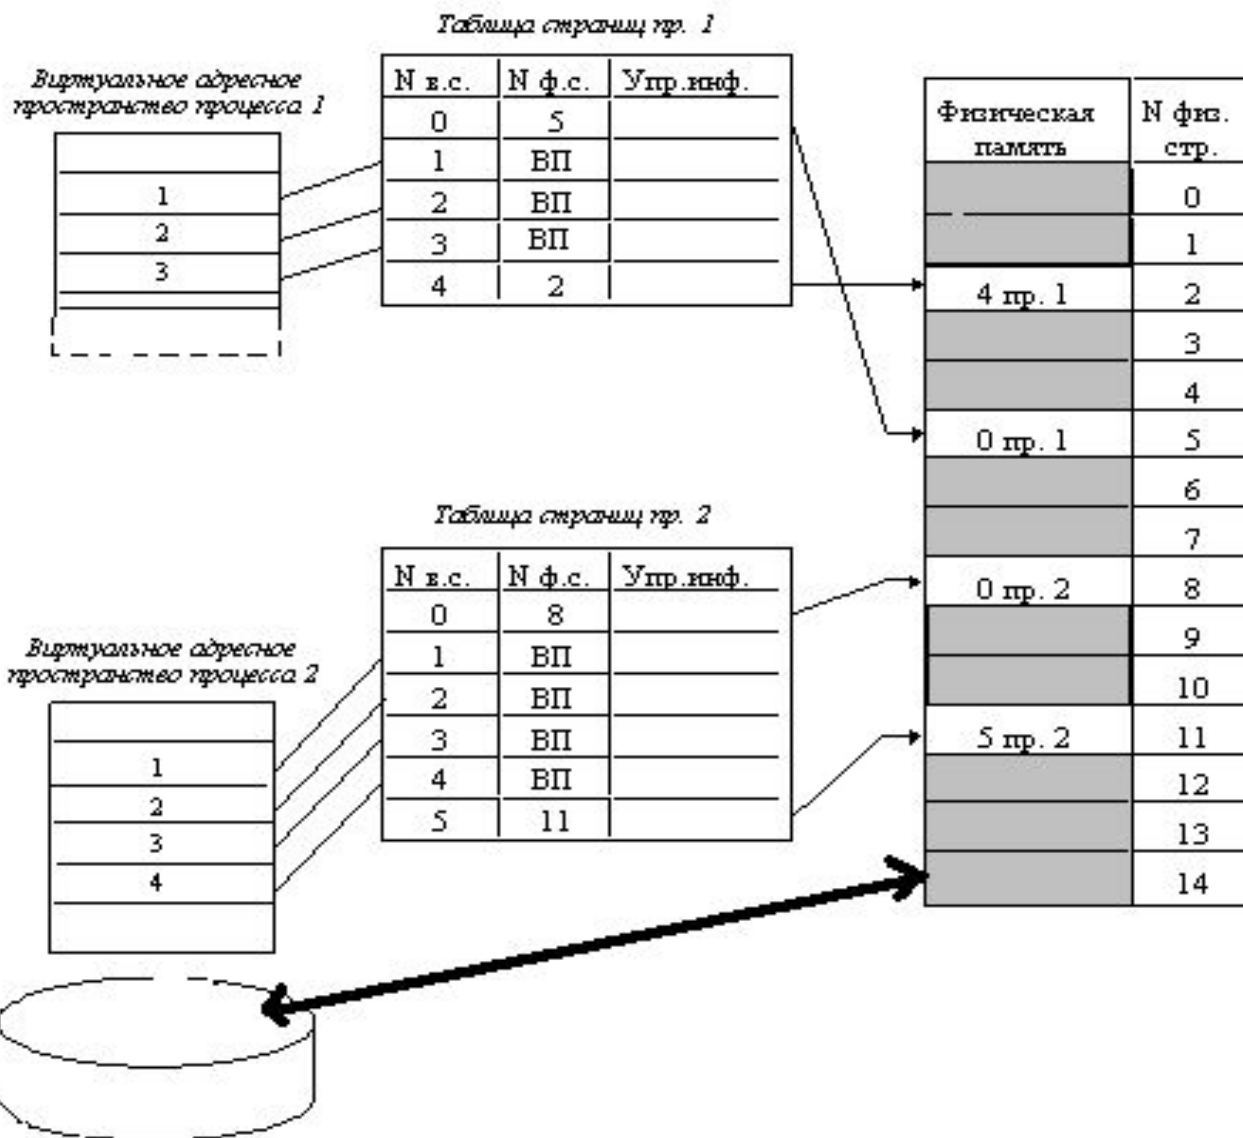 Таблица страниц пр. 1
Виртуальное адресное
пространство процесса 1
1
2
3
N в.с. N ф.с. Упр.инф.
0 5
1 ВП
2 ВП
3 ВП
4 2
Физическая
память
N физ.
стр.
0
1
4 пр. 1 2
3
4
0 пр. 1 5
6
7
0 пр. 2 8
9
10
5 пр. 2 11
12
13
14
Таблица страниц пр. 2
N в.с. N ф.с. Упр.инф.
0 8
1 ВП
2 ВП
3 ВП
4 ВП
5 11
Виртуальное адресное
пространство процесса 2
1
2
3
4